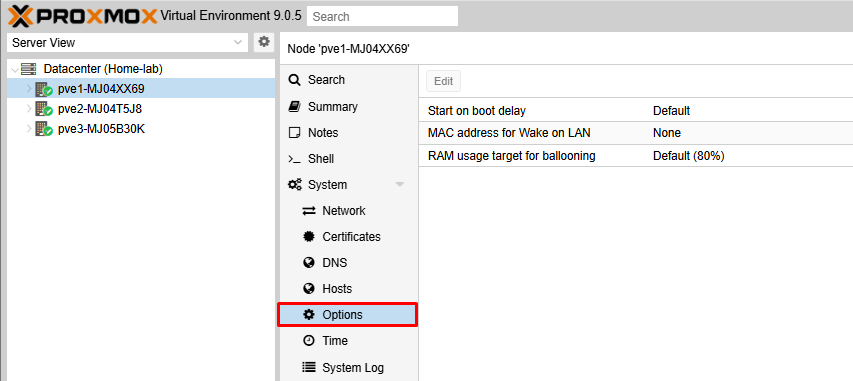 PROXMOX Virtual Environment 9.0.5 Search
Server View
Datacenter (Home-lab)
pve1-MJ04XX69
pve2-MJ04T5J8
pve3-MJ05B30K
Node 'pve1-MJ04XX69'
Search
Summary
Notes
Shell
System
Network
Certificates
DNS
Hosts
Options
Time
System Log
Edit
Start on boot delay Default
MAC address for Wake on LAN None
RAM usage target for ballooning Default (80%)